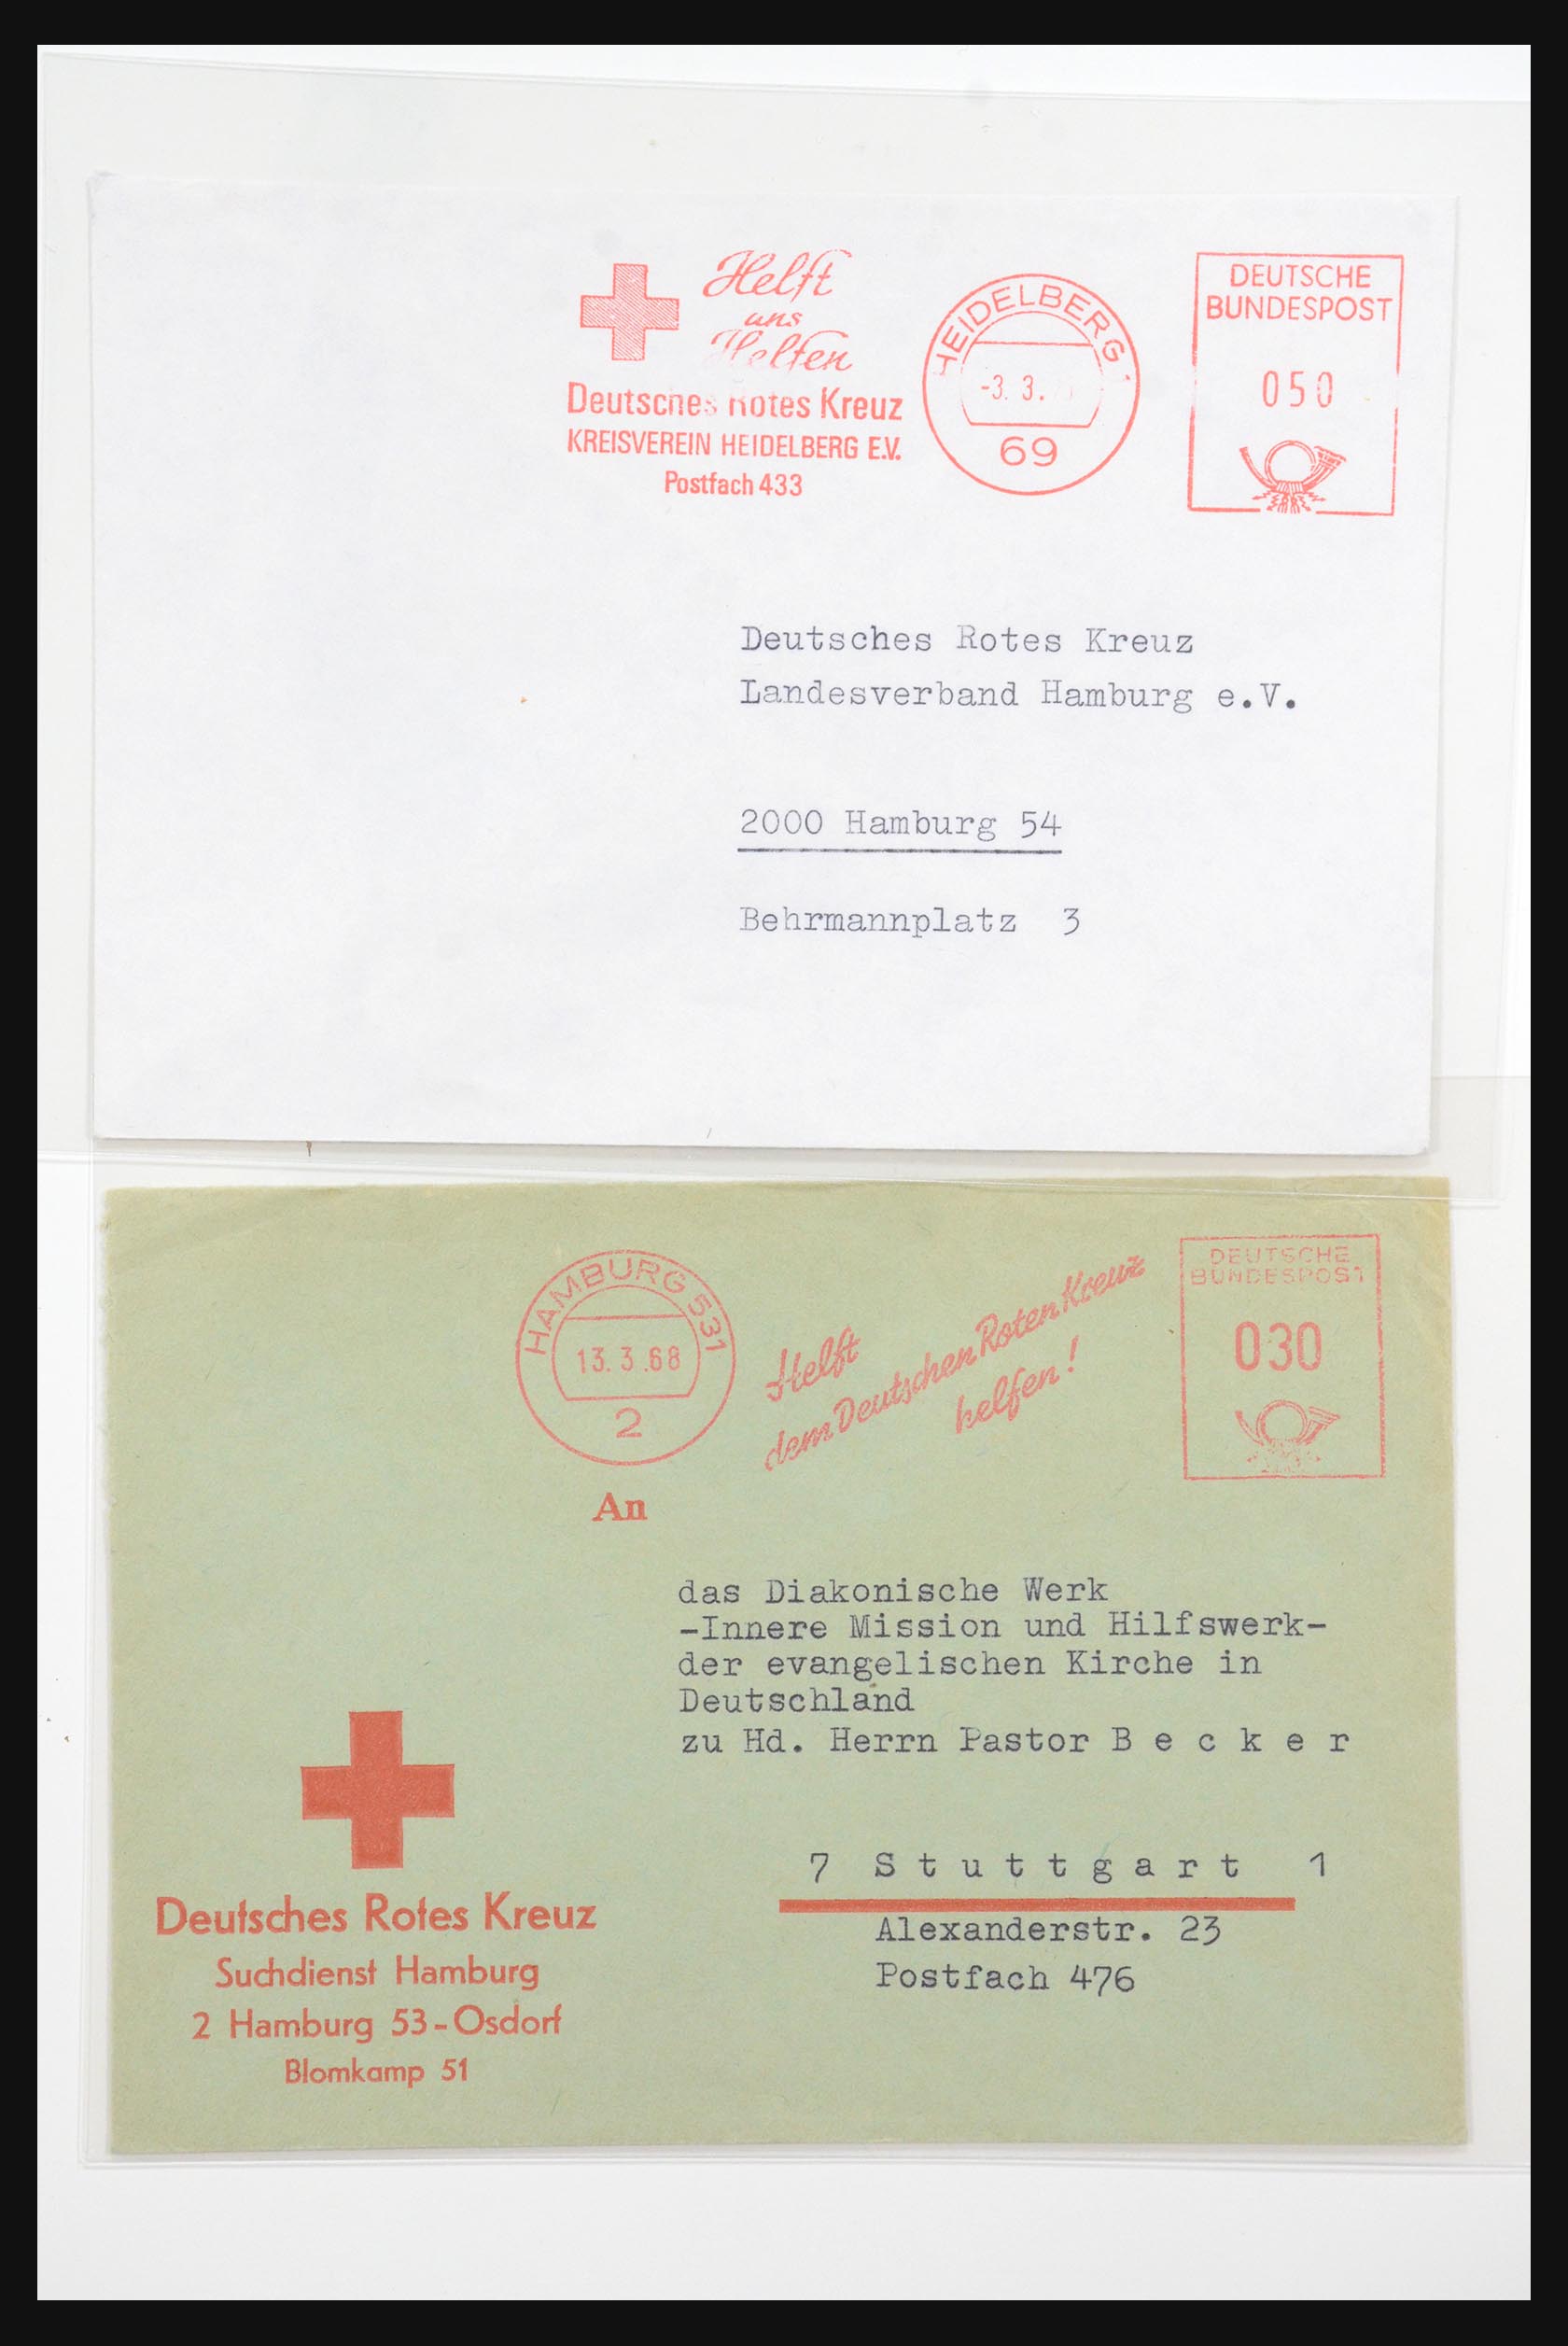 Helft
uns
Helfen
Deutsches Rotes Kreuz
KREISVEREIN HEIDELBERG E.V.
Postfach 433
HEIDELBERG 1
-3. 3.
69
DEUTSCHE
BUNDESPOST
050
Deutsches Rotes Kreuz
Landesverband Hamburg e.V.
2000 Hamburg 54
Behrmannplatz 3
HAMBURG 531
13. 3.68
2
Helft
dem Deutschen Roten Kreuz
helfen!
DEUTSCHE
BUNDESPOST
030
An
das Diakonische Werk
-Innere Mission und Hilfswerk-
der evangelischen Kirche in
Deutschland
zu Hd. Herrn Pastor B e c k e r
7 S t u t t g a r t 1
Alexanderstr. 23
Postfach 476
Deutsches Rotes Kreuz
Suchdienst Hamburg
2 Hamburg 53-Osdorf
Blomkamp 51